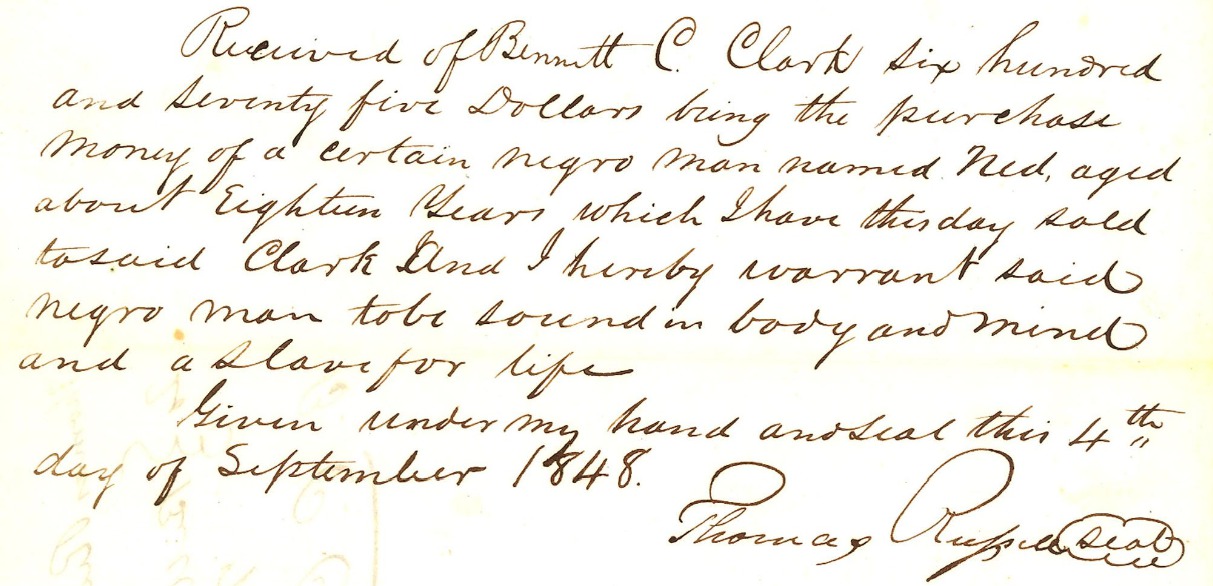 Received of Bennett C. Clark six hundred
and seventy five Dollars being the purchase
money of a certain negro man named Ned, aged
about Eighteen Years which I have this day sold
to said Clark And I hereby warrant said
negro man to be sound in body and mind
and a slave for life
Given under my hand and seal this 4th
day of September 1848.
Thomas Russell seal